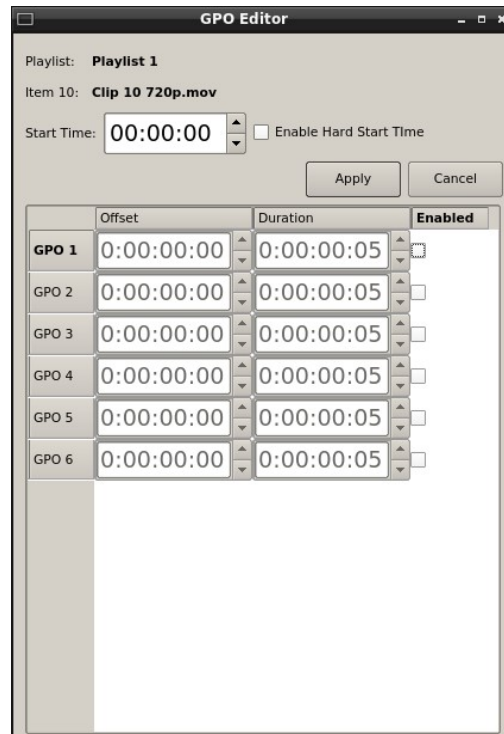 GPO Editor
Playlist: Playlist 1
Item 10: Clip 10 720p.mov
Start Time: 00:00:00 Enable Hard Start TIme
Apply Cancel
Offset Duration Enabled
GPO 1 0:00:00:00 0:00:00:05
GPO 2 0:00:00:00 0:00:00:05
GPO 3 0:00:00:00 0:00:00:05
GPO 4 0:00:00:00 0:00:00:05
GPO 5 0:00:00:00 0:00:00:05
GPO 6 0:00:00:00 0:00:00:05